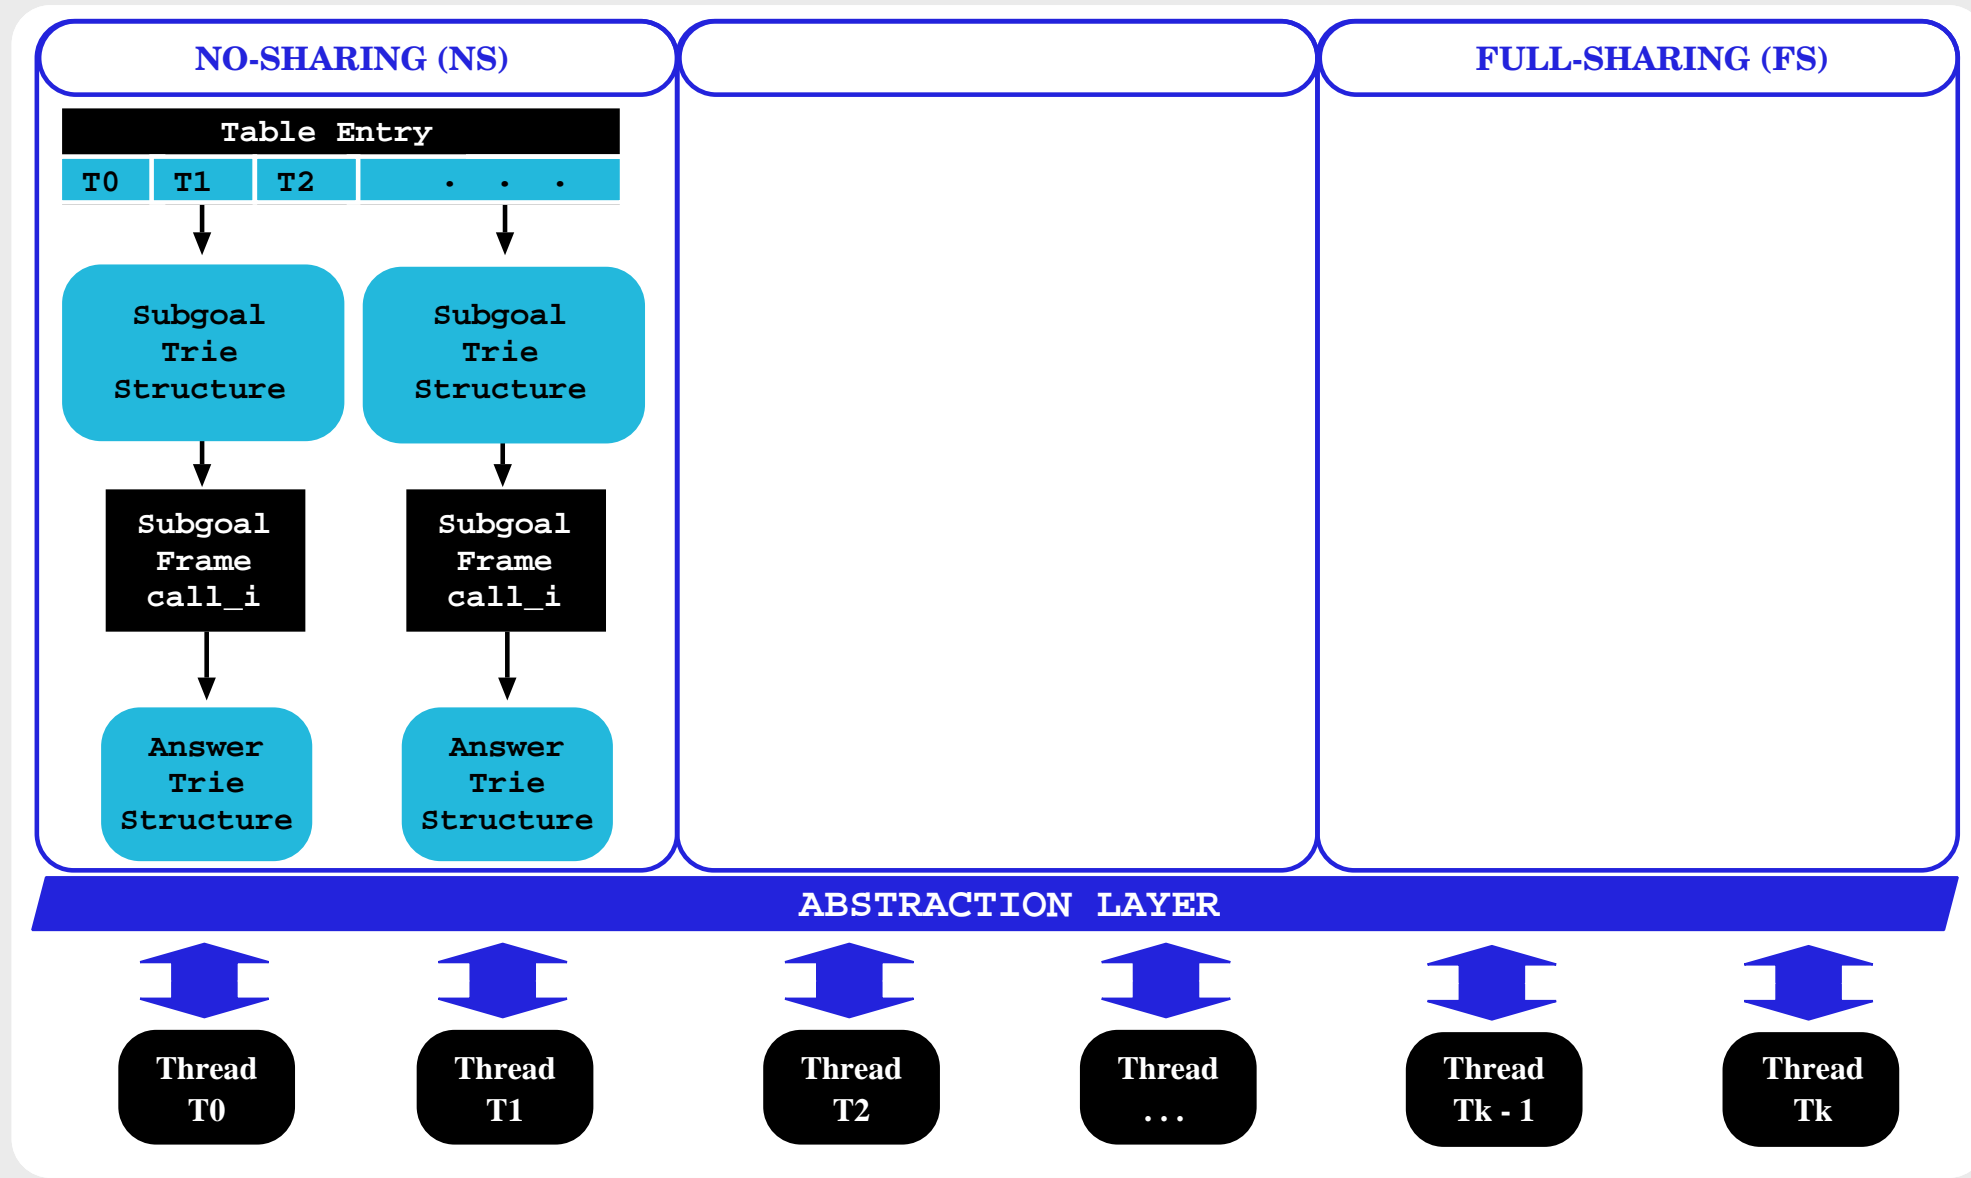 NO-SHARING (NS)
FULL-SHARING (FS)
Table Entry
T0 T1 T2 . . .
Subgoal
Trie
Structure
Subgoal
Trie
Structure
Subgoal
Frame
call_i
Subgoal
Frame
call_i
Answer
Trie
Structure
Answer
Trie
Structure
ABSTRACTION LAYER
Thread
T0
Thread
T1
Thread
T2
Thread
. . .
Thread
Tk - 1
Thread
Tk